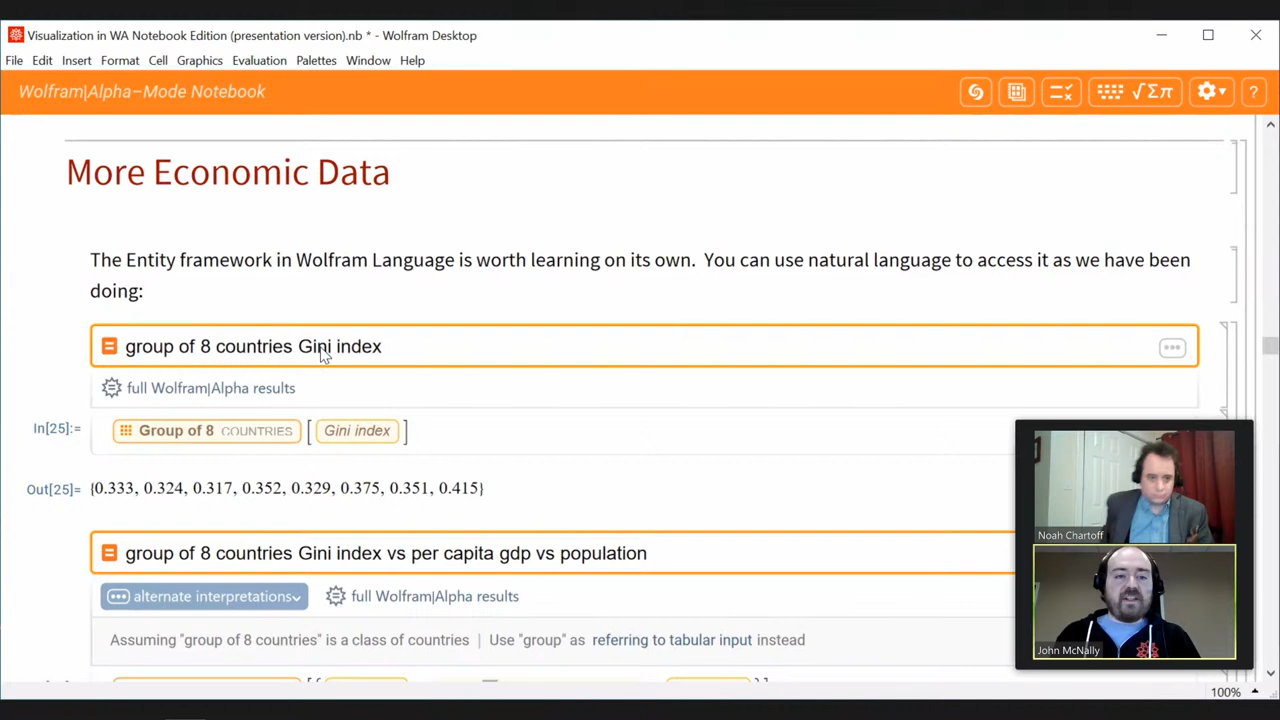 Visualization in WA Notebook Edition (presentation version).nb * - Wolfram Desktop
File Edit Insert Format Cell Graphics Evaluation Palettes Window Help
Wolfram|Alpha-Mode Notebook
√Σπ
?
More Economic Data
The Entity framework in Wolfram Language is worth learning on its own. You can use natural language to access it as we have been
doing:
group of 8 countries Gini index
full Wolfram|Alpha results
In[25]:= Group of 8 COUNTRIES [ Gini index ]
Out[25]= {0.333, 0.324, 0.317, 0.352, 0.329, 0.375, 0.351, 0.415}
group of 8 countries Gini index vs per capita gdp vs population
alternate interpretations full Wolfram|Alpha results
Assuming "group of 8 countries" is a class of countries | Use "group" as referring to tabular input instead
Noah Chartoff
John McNally
100%